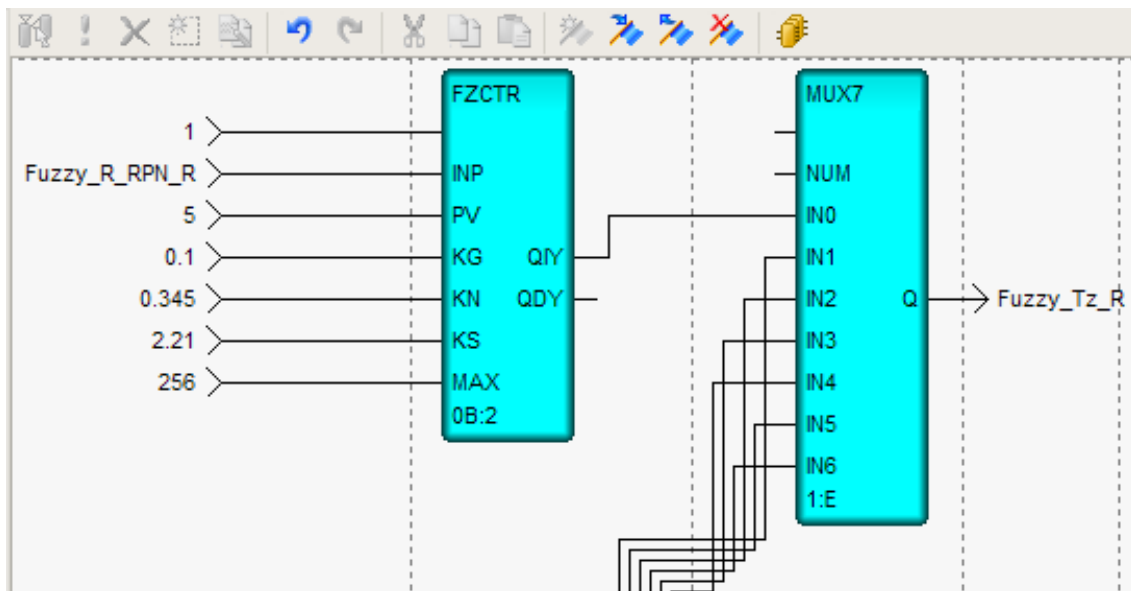 FZCTR
1
Fuzzy_R_RPN_R
INP
5
PV
0.1
KG QIY
0.345
KN QDY
2.21
KS
256
MAX
0B:2
MUX7
NUM
IN0
IN1
IN2 Q
Fuzzy_Tz_R
IN3
IN4
IN5
IN6
1:E